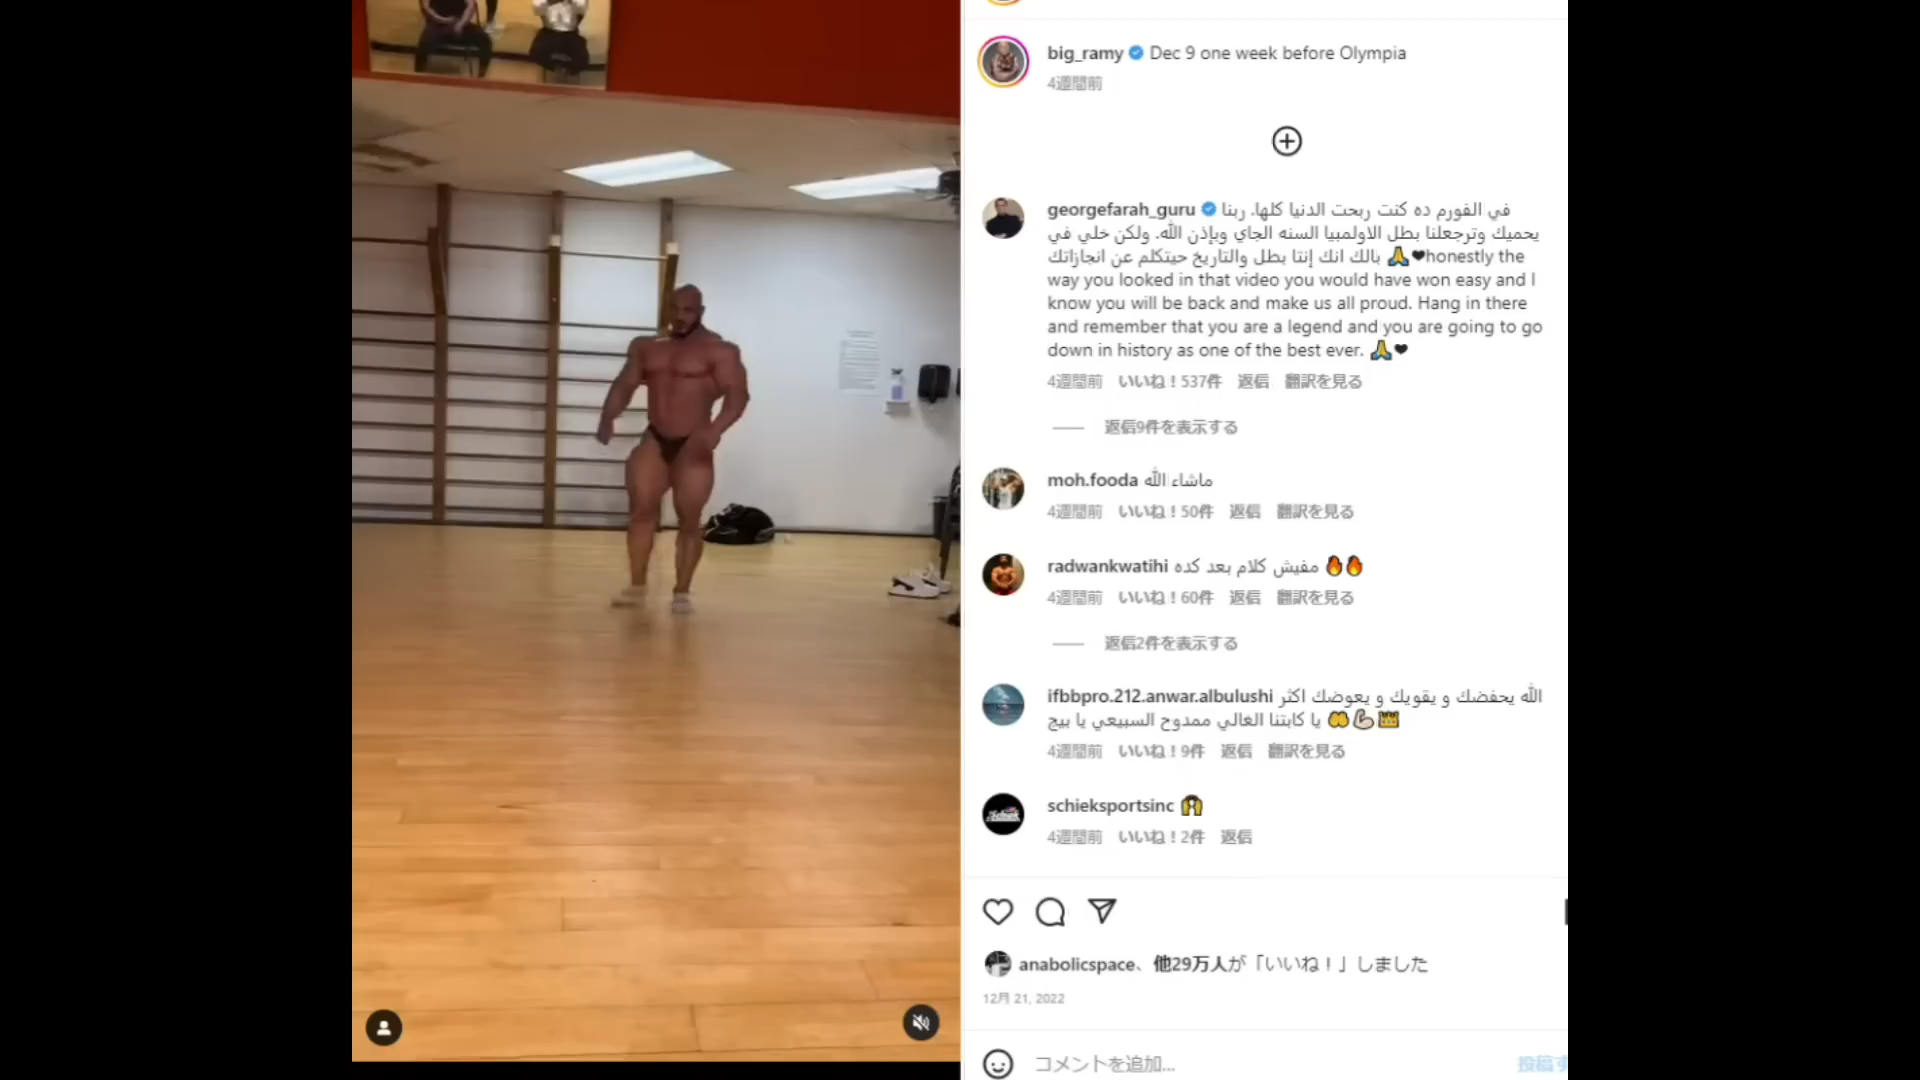 big_ramy Dec 9 one week before Olympia
4週間前
georgefarah_guru في الفورم ده كنت ربحت الدنيا كلها. ربنا
يحميك وترجعلنا بطل الاولمبيا السنه الجاي وبإذن الله. ولكن خلي في
بالك انك إنتا بطل والتاريخ حيتكلم عن انجازاتك 🙏❤honestly the
way you looked in that video you would have won easy and I
know you will be back and make us all proud. Hang in there
and remember that you are a legend and you are going to go
down in history as one of the best ever. 🙏❤
4週間前 いいね！537件 返信 翻訳を見る
返信9件を表示する
moh.fooda ماشاء الله
4週間前 いいね！50件 返信 翻訳を見る
radwankwatihi مفيش كلام بعد كده 🔥🔥
4週間前 いいね！60件 返信 翻訳を見る
返信2件を表示する
ifbbpro.212.anwar.albulushi الله يحفضك و يقويك و يعوضك اكثر
يا كابتنا الغالي ممدوح السبيعي يا بيج 🤲💪👑
4週間前 いいね！9件 返信 翻訳を見る
schieksportsinc 🙌
4週間前 いいね！2件 返信
anabolicspace、他29万人が「いいね！」しました
12月 21, 2022
コメントを追加...
投稿す